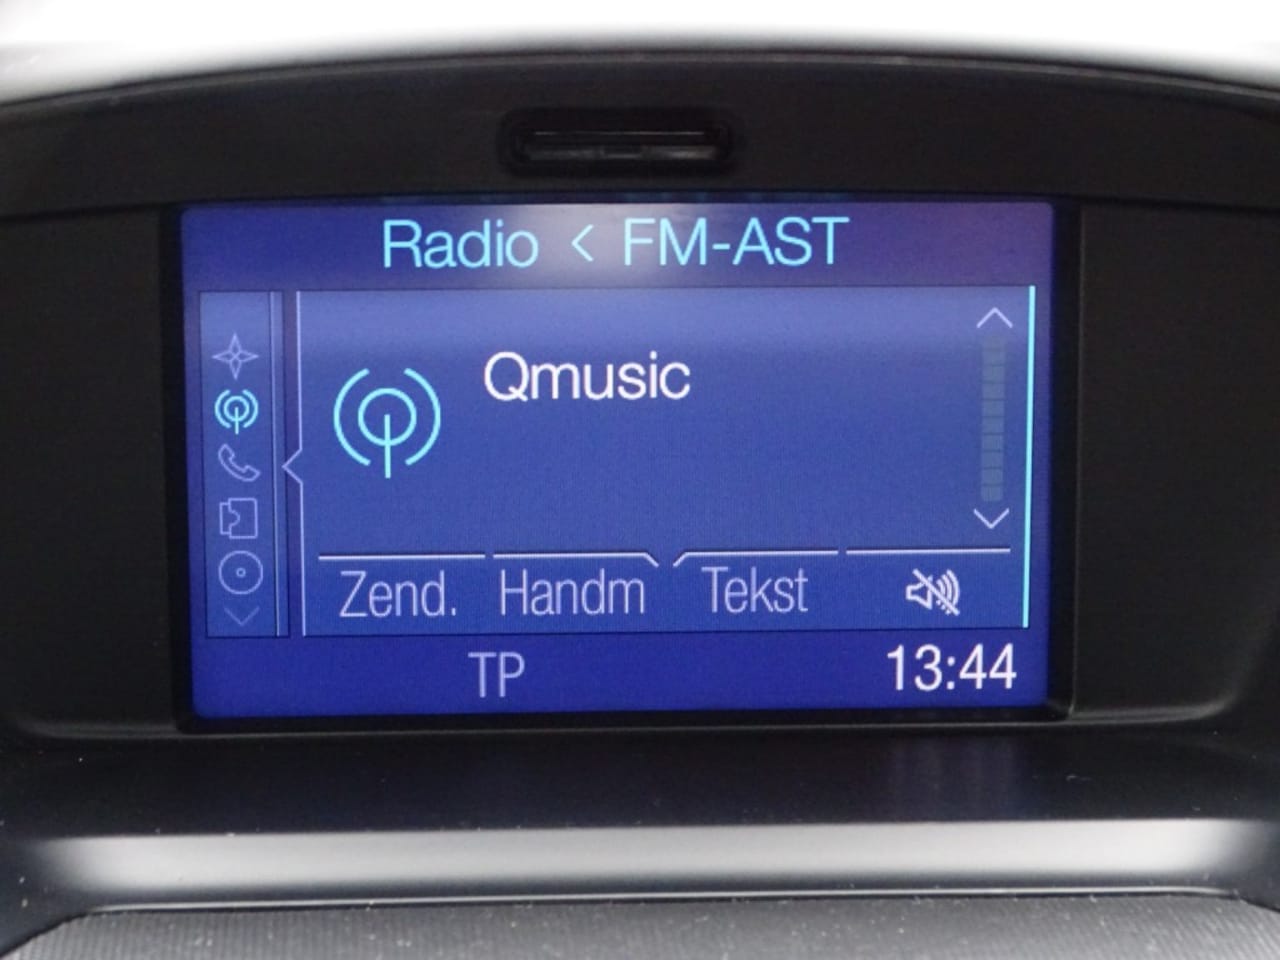 Radio < FM-AST
Qmusic
Zend. Handm Tekst
TP 13:44